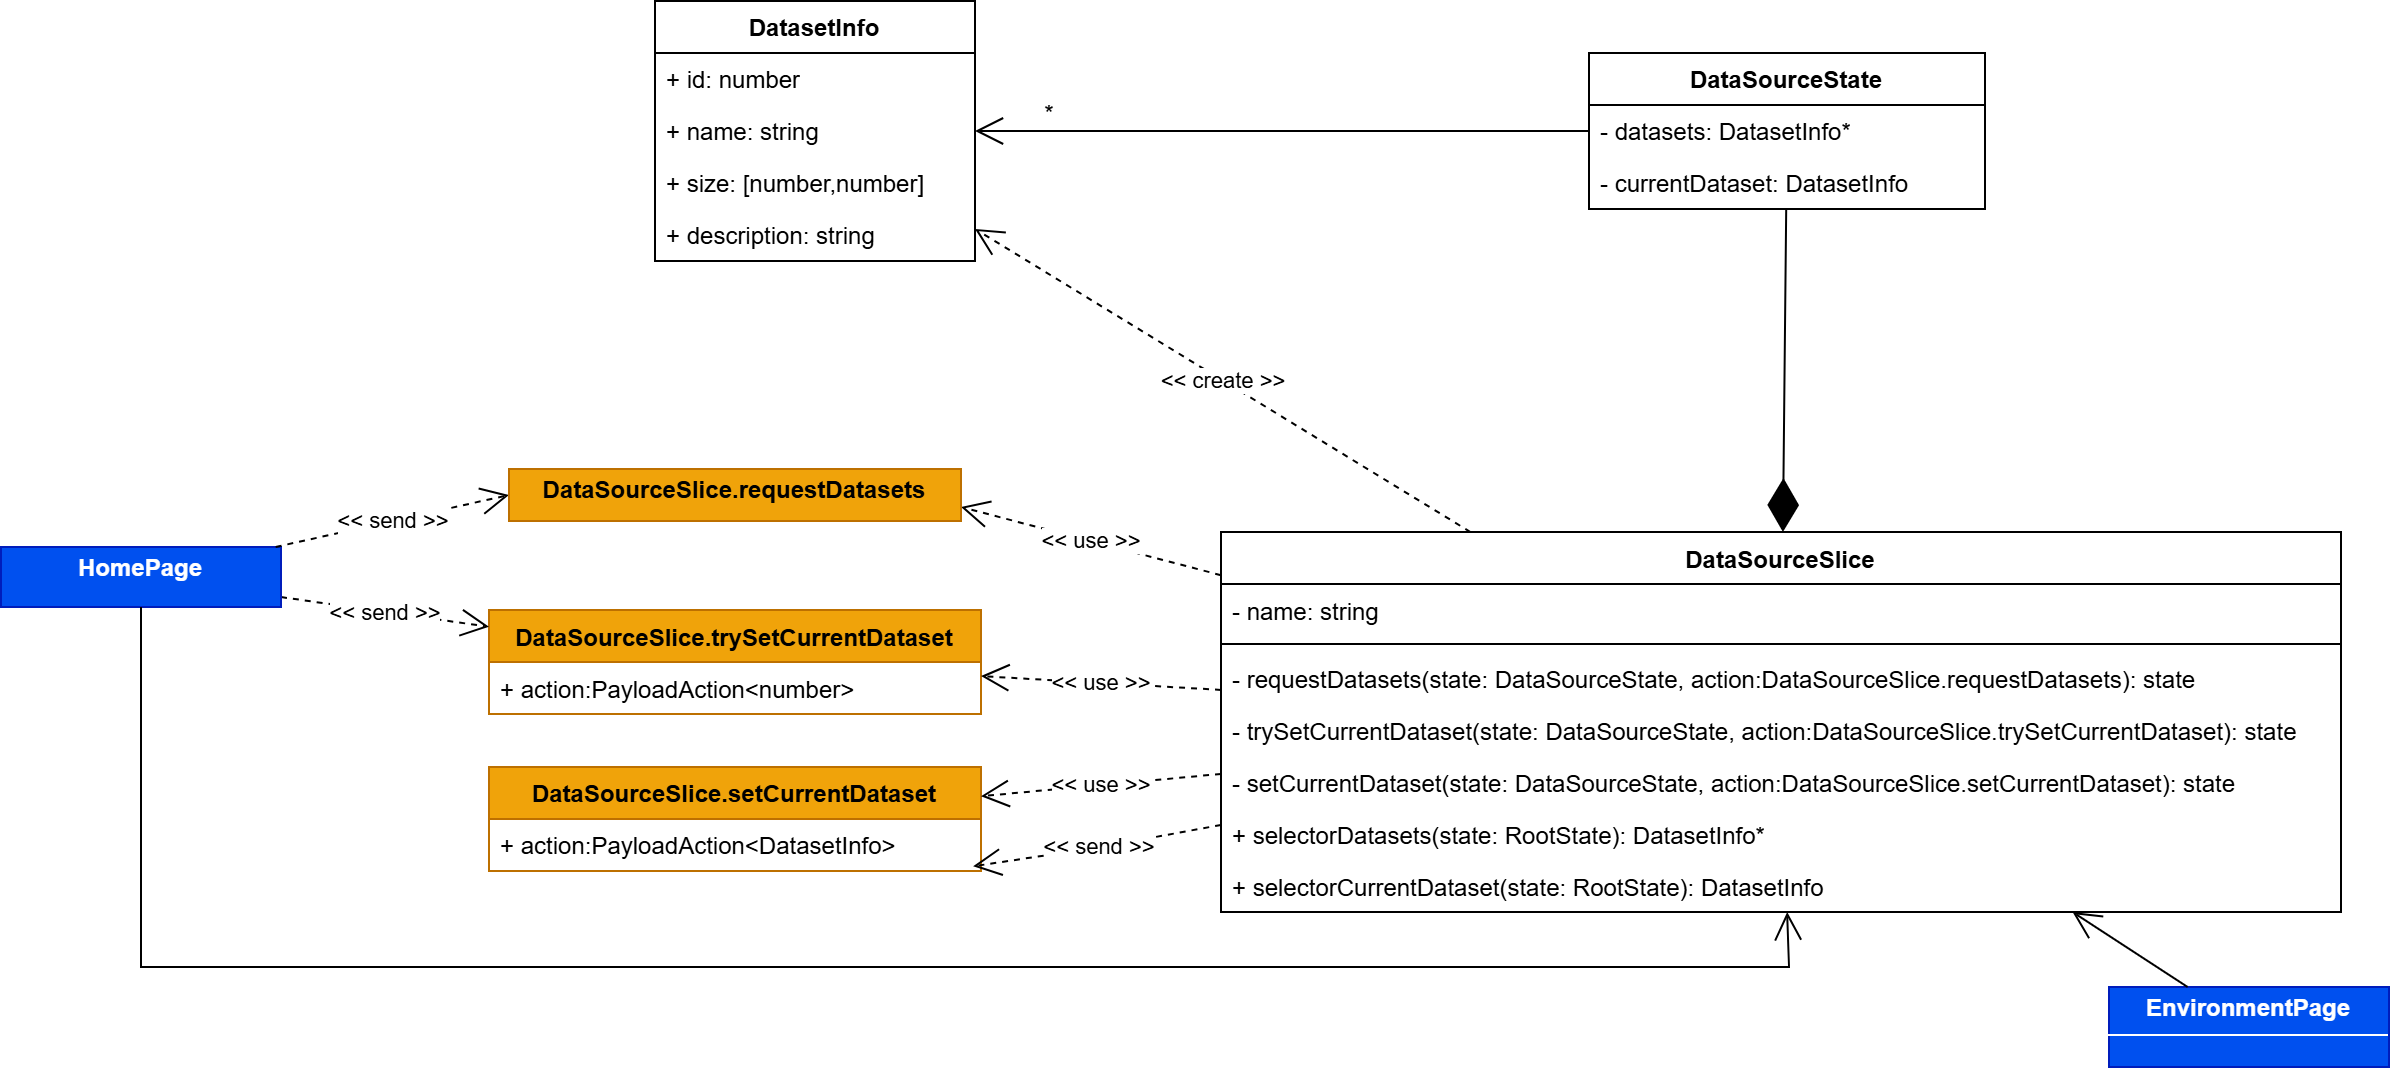 DatasetInfo
+ id: number
+ name: string
+ size: [number,number]
+ description: string
*
DataSourceState
- datasets: DatasetInfo*
- currentDataset: DatasetInfo
<< create >>
DataSourceSlice.requestDatasets
<< send >>
<< use >>
HomePage
<< send >>
DataSourceSlice.trySetCurrentDataset
+ action:PayloadAction<number>
<< use >>
DataSourceSlice.setCurrentDataset
+ action:PayloadAction<DatasetInfo>
<< use >>
<< send >>
DataSourceSlice
- name: string
- requestDatasets(state: DataSourceState, action:DataSourceSlice.requestDatasets): state
- trySetCurrentDataset(state: DataSourceState, action:DataSourceSlice.trySetCurrentDataset): state
- setCurrentDataset(state: DataSourceState, action:DataSourceSlice.setCurrentDataset): state
+ selectorDatasets(state: RootState): DatasetInfo*
+ selectorCurrentDataset(state: RootState): DatasetInfo
EnvironmentPage